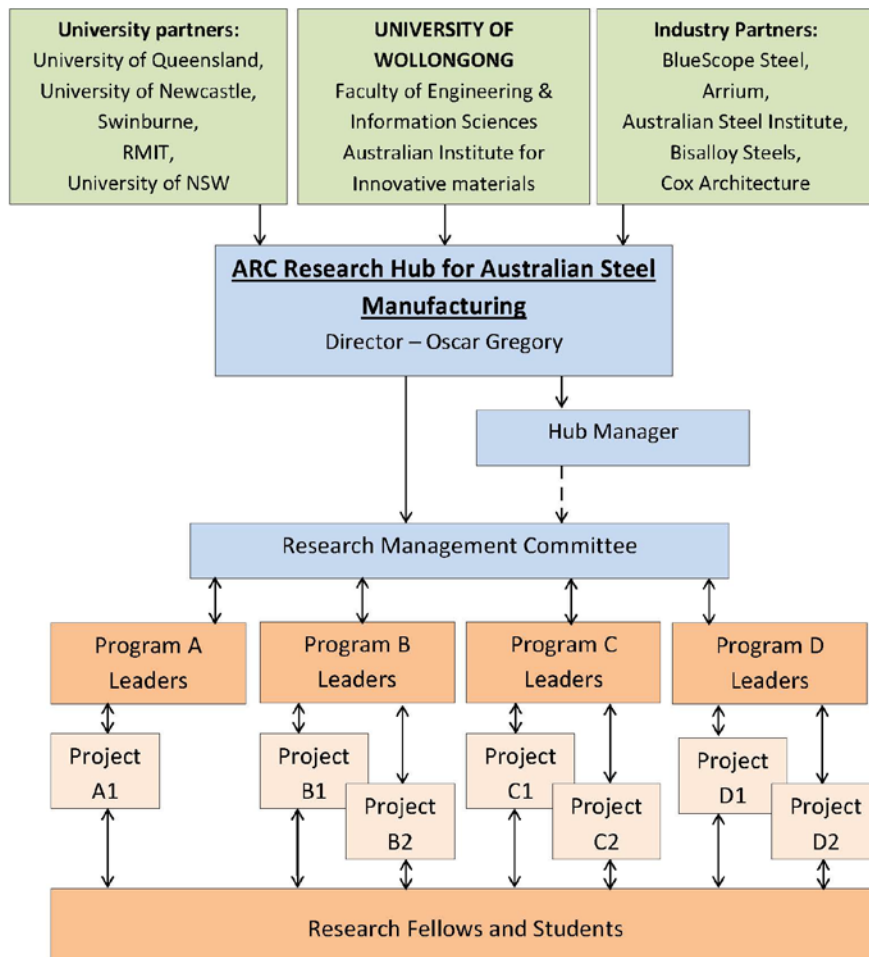 University partners:
University of Queensland,
University of Newcastle,
Swinburne,
RMIT,
University of NSW
UNIVERSITY OF
WOLLONGONG
Faculty of Engineering &
Information Sciences
Australian Institute for
Innovative materials
Industry Partners:
BlueScope Steel,
Arrium,
Australian Steel Institute,
Bisalloy Steels,
Cox Architecture
ARC Research Hub for Australian Steel
Manufacturing
Director – Oscar Gregory
Hub Manager
Research Management Committee
Program A
Leaders
Program B
Leaders
Program C
Leaders
Program D
Leaders
Project
A1
Project
B1
Project
B2
Project
C1
Project
C2
Project
D1
Project
D2
Research Fellows and Students